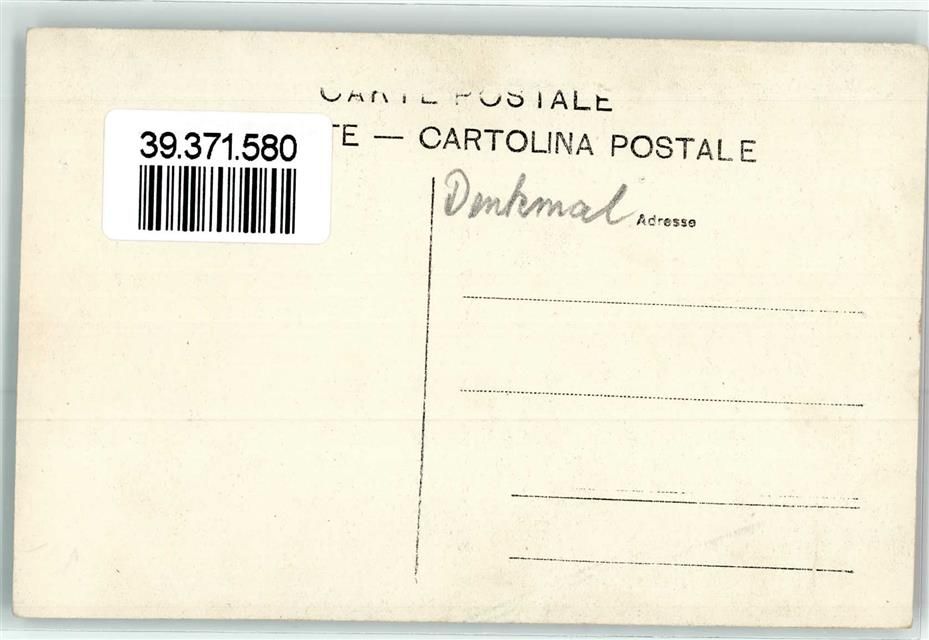 CARTE POSTALE
39.371.580
TE — CARTOLINA POSTALE
Denkmal
Adresse